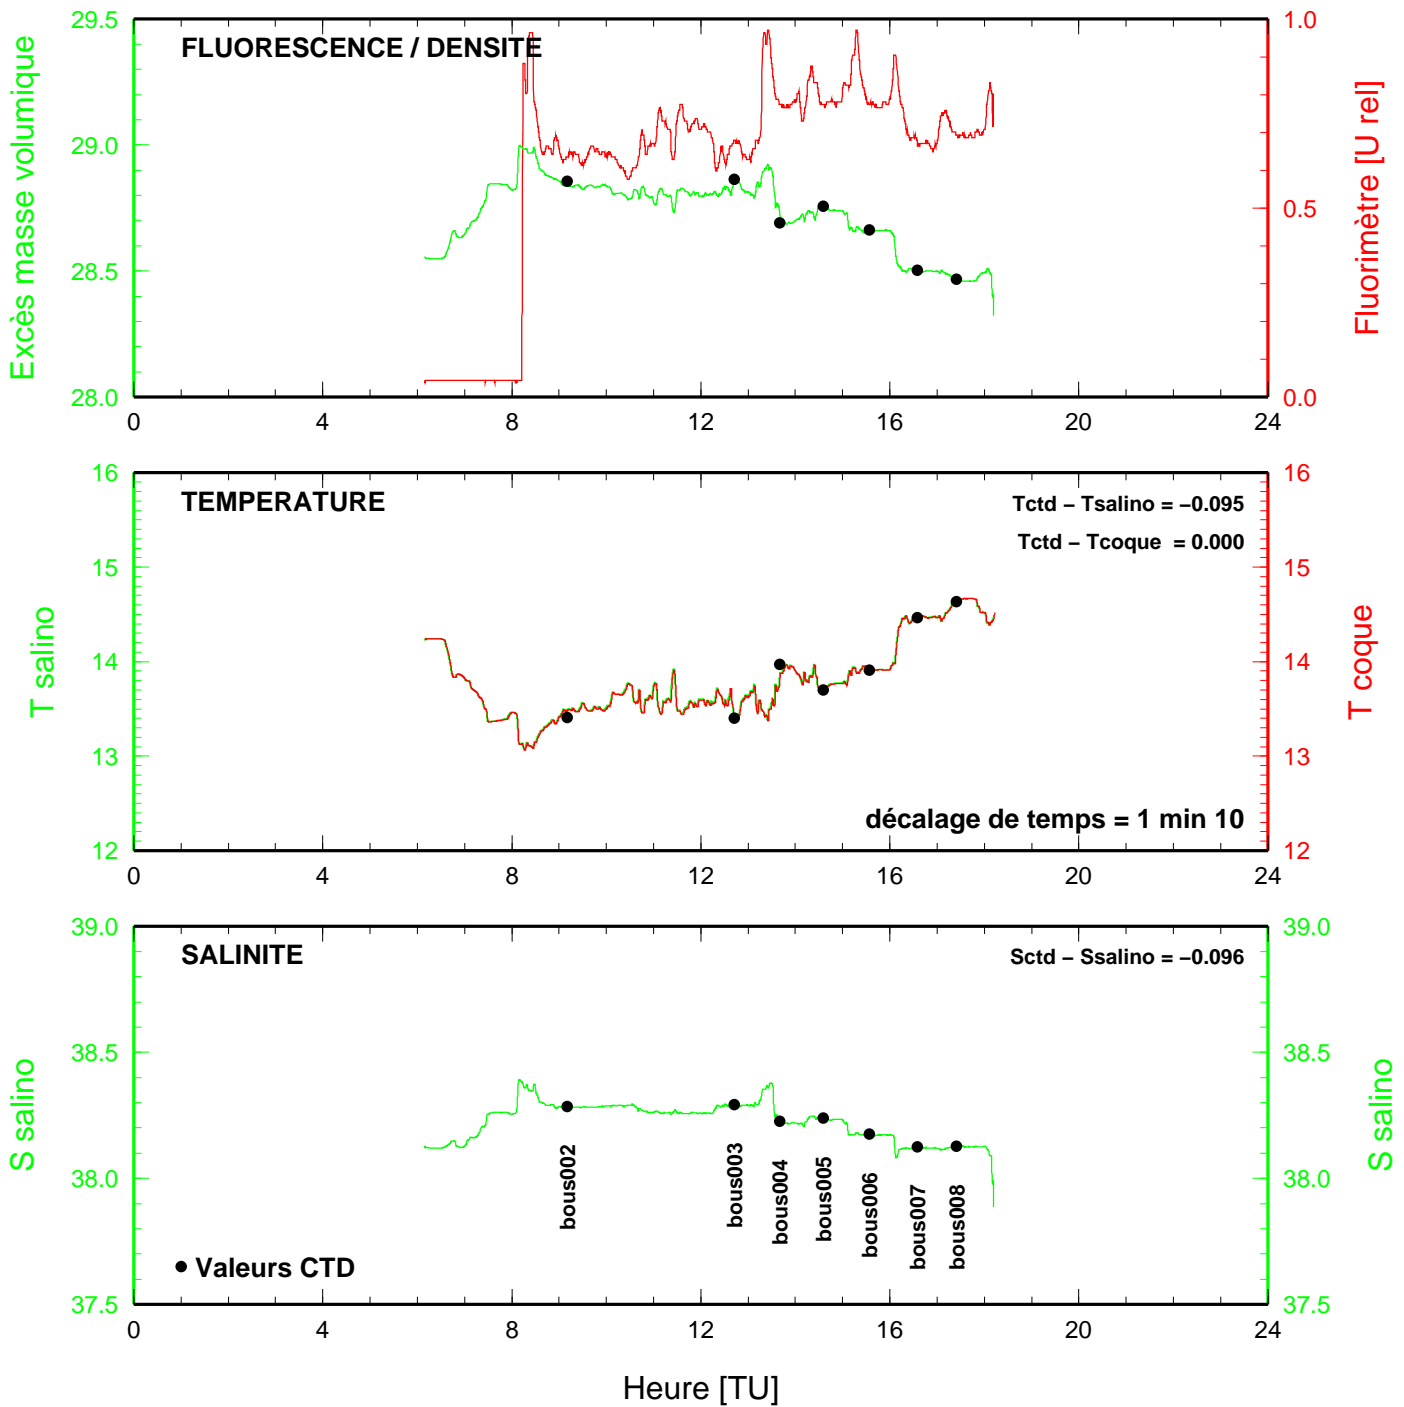 FLUORESCENCE / DENSITE
Excès masse volumique
29.5
29.0
28.5
28.0
Fluorimètre [U rel]
1.0
0.5
0.0
0 4 8 12 16 20 24
TEMPERATURE
Tctd − Tsalino = −0.095
Tctd − Tcoque = 0.000
décalage de temps = 1 min 10
T salino
16
15
14
13
12
T coque
16
15
14
13
12
0 4 8 12 16 20 24
SALINITE
Sctd − Ssalino = −0.096
S salino
39.0
38.5
38.0
37.5
S salino
39.0
38.5
38.0
37.5
bous002
bous003
bous004
bous005
bous006
bous007
bous008
Valeurs CTD
0 4 8 12 16 20 24
Heure [TU]